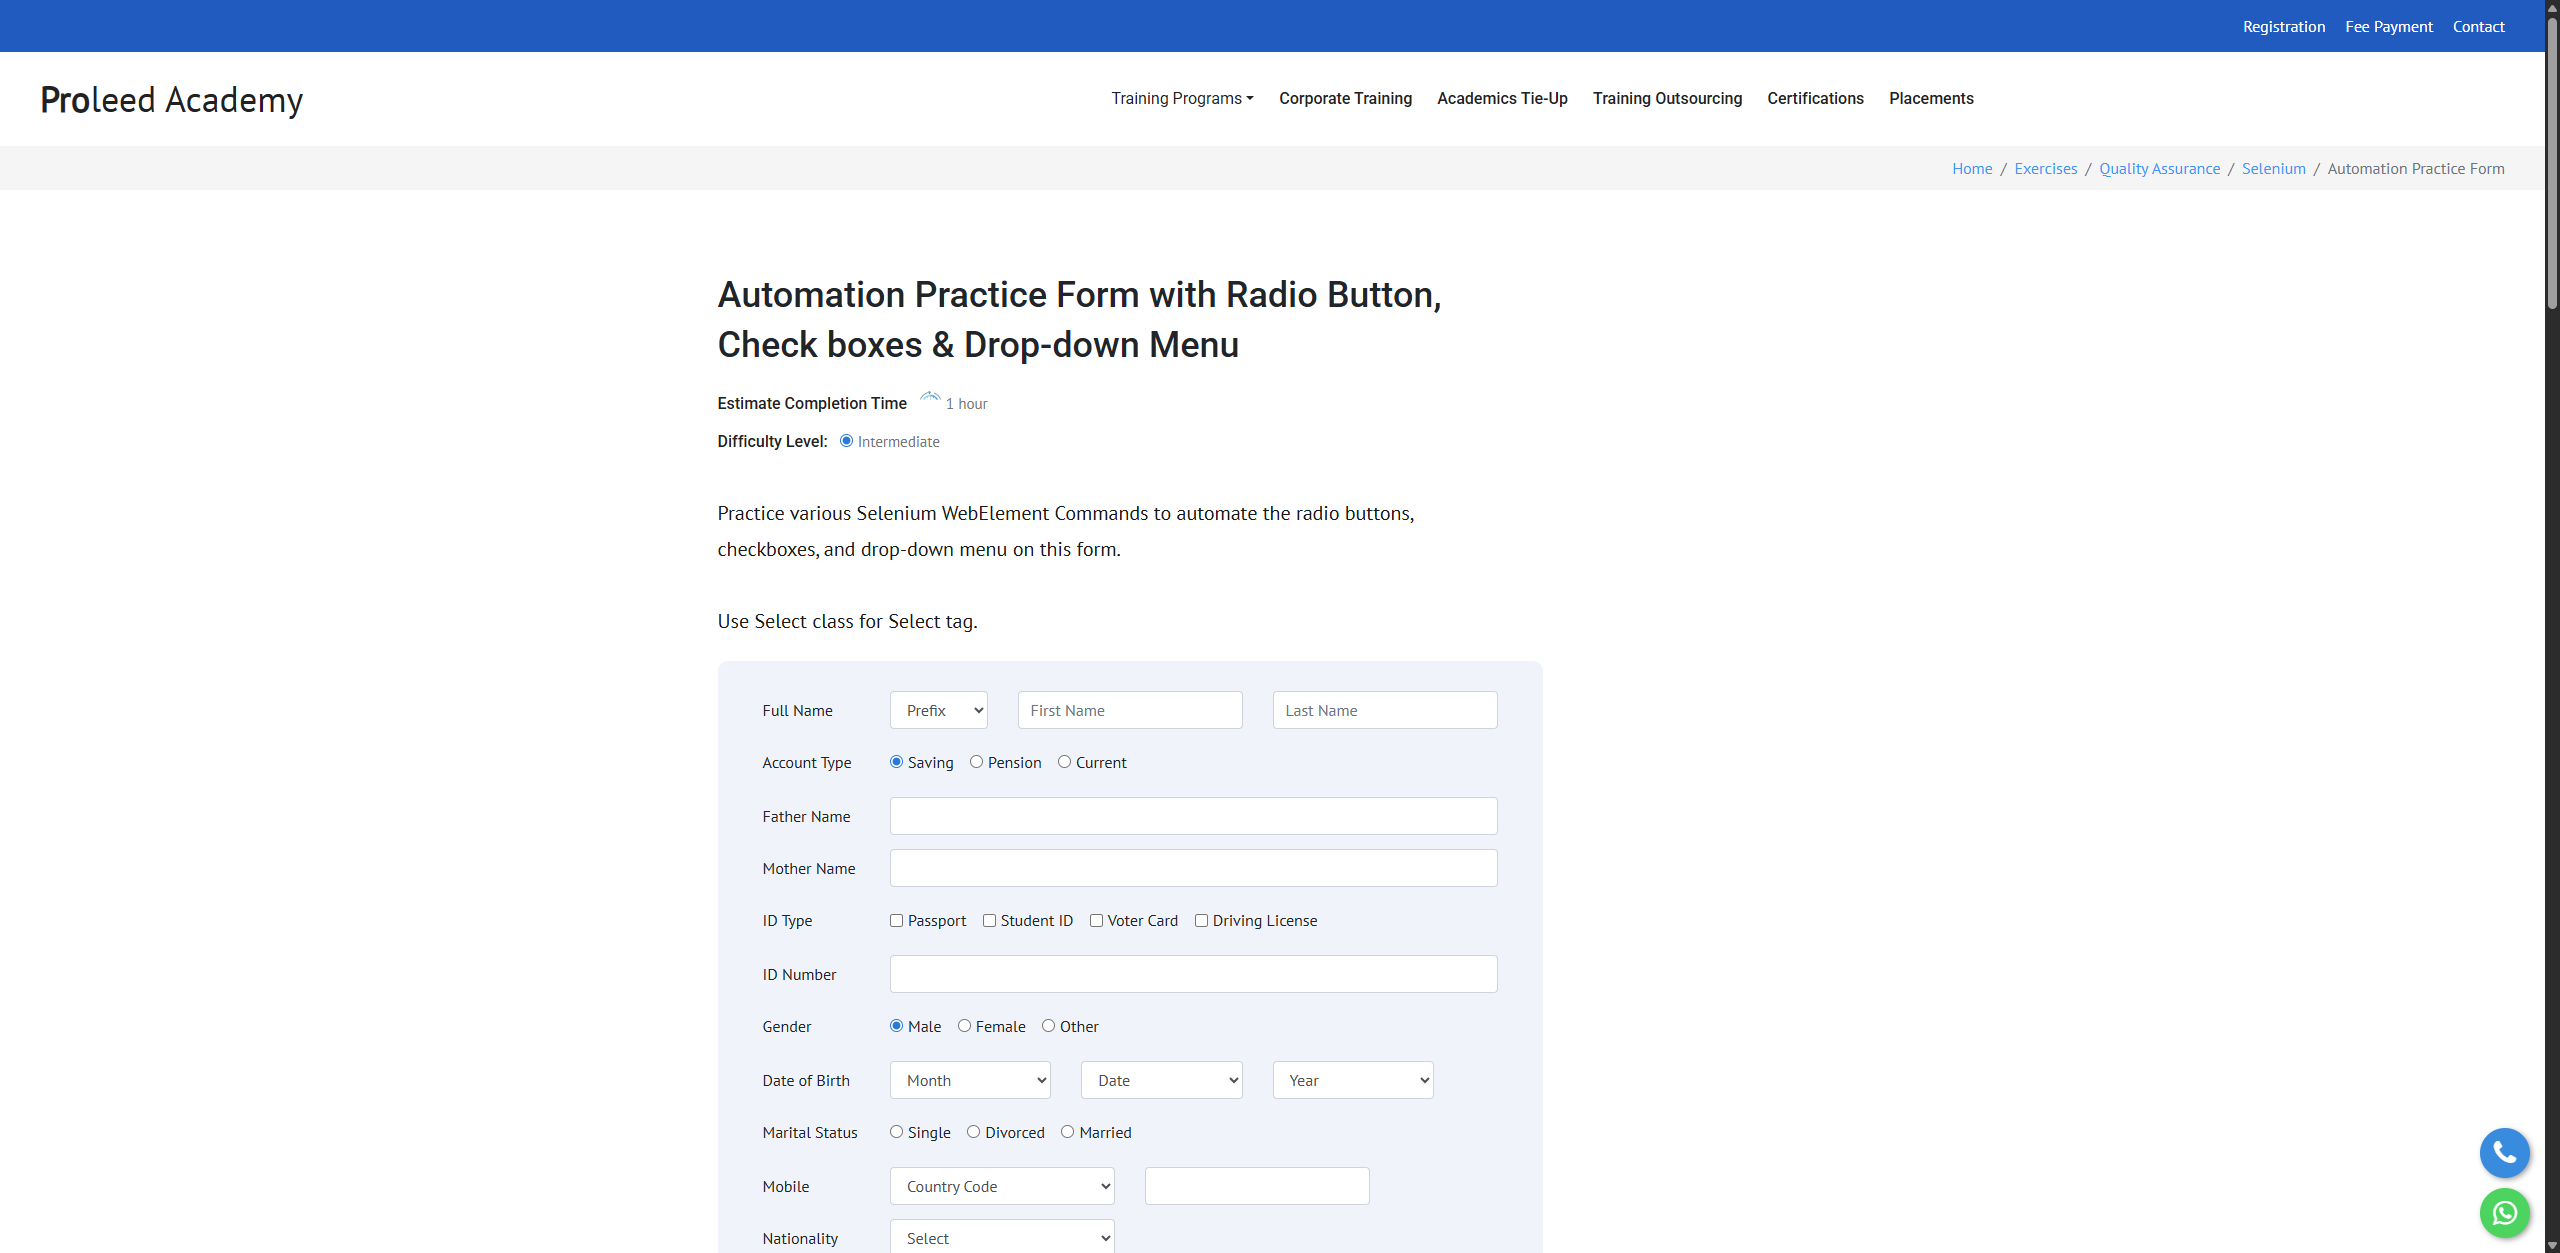 Registration Fee Payment Contact
Proleed Academy
Training Programs Corporate Training Academics Tie-Up Training Outsourcing Certifications Placements
Home / Exercises / Quality Assurance / Selenium / Automation Practice Form
Automation Practice Form with Radio Button,
Check boxes & Drop-down Menu
Estimate Completion Time 1 hour
Difficulty Level: Intermediate
Practice various Selenium WebElement Commands to automate the radio buttons,
checkboxes, and drop-down menu on this form.
Use Select class for Select tag.
Full Name Prefix First Name Last Name
Account Type Saving Pension Current
Father Name
Mother Name
ID Type Passport Student ID Voter Card Driving License
ID Number
Gender Male Female Other
Date of Birth Month Date Year
Marital Status Single Divorced Married
Mobile Country Code
Nationality Select